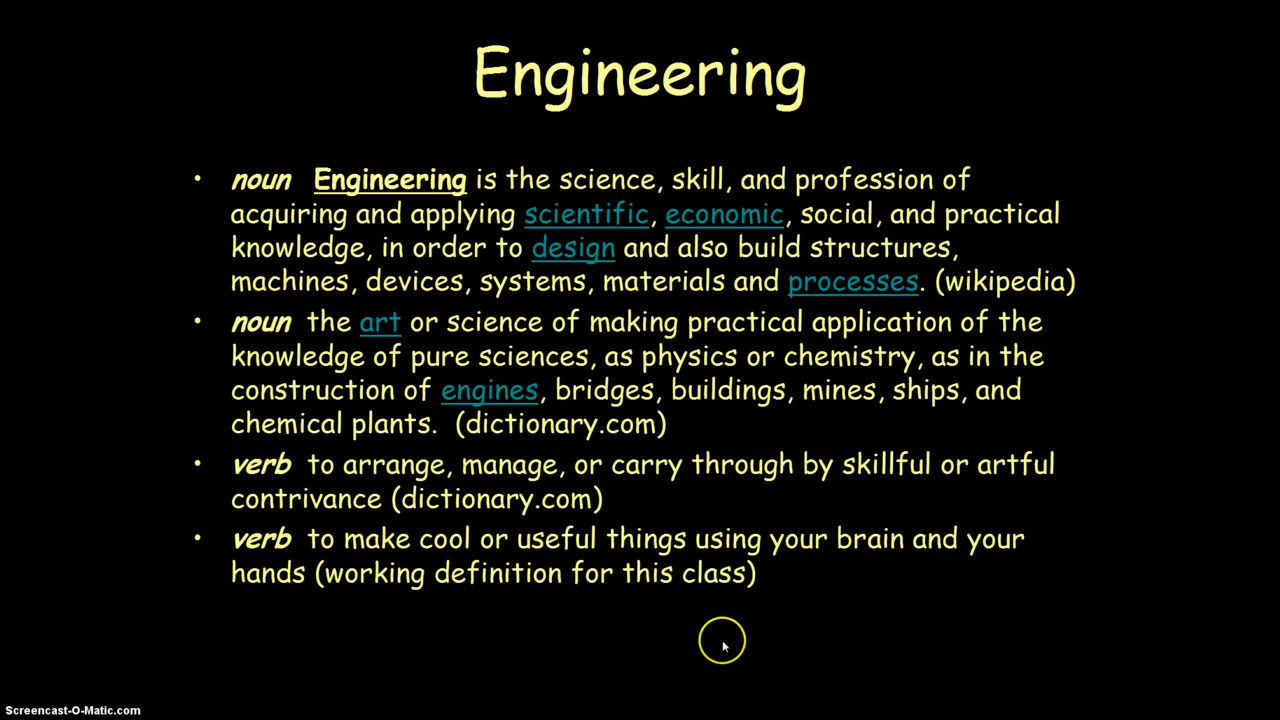 Engineering
• noun Engineering is the science, skill, and profession of
acquiring and applying scientific, economic, social, and practical
knowledge, in order to design and also build structures,
machines, devices, systems, materials and processes. (wikipedia)
• noun the art or science of making practical application of the
knowledge of pure sciences, as physics or chemistry, as in the
construction of engines, bridges, buildings, mines, ships, and
chemical plants. (dictionary.com)
• verb to arrange, manage, or carry through by skillful or artful
contrivance (dictionary.com)
• verb to make cool or useful things using your brain and your
hands (working definition for this class)
Screencast-O-Matic.com